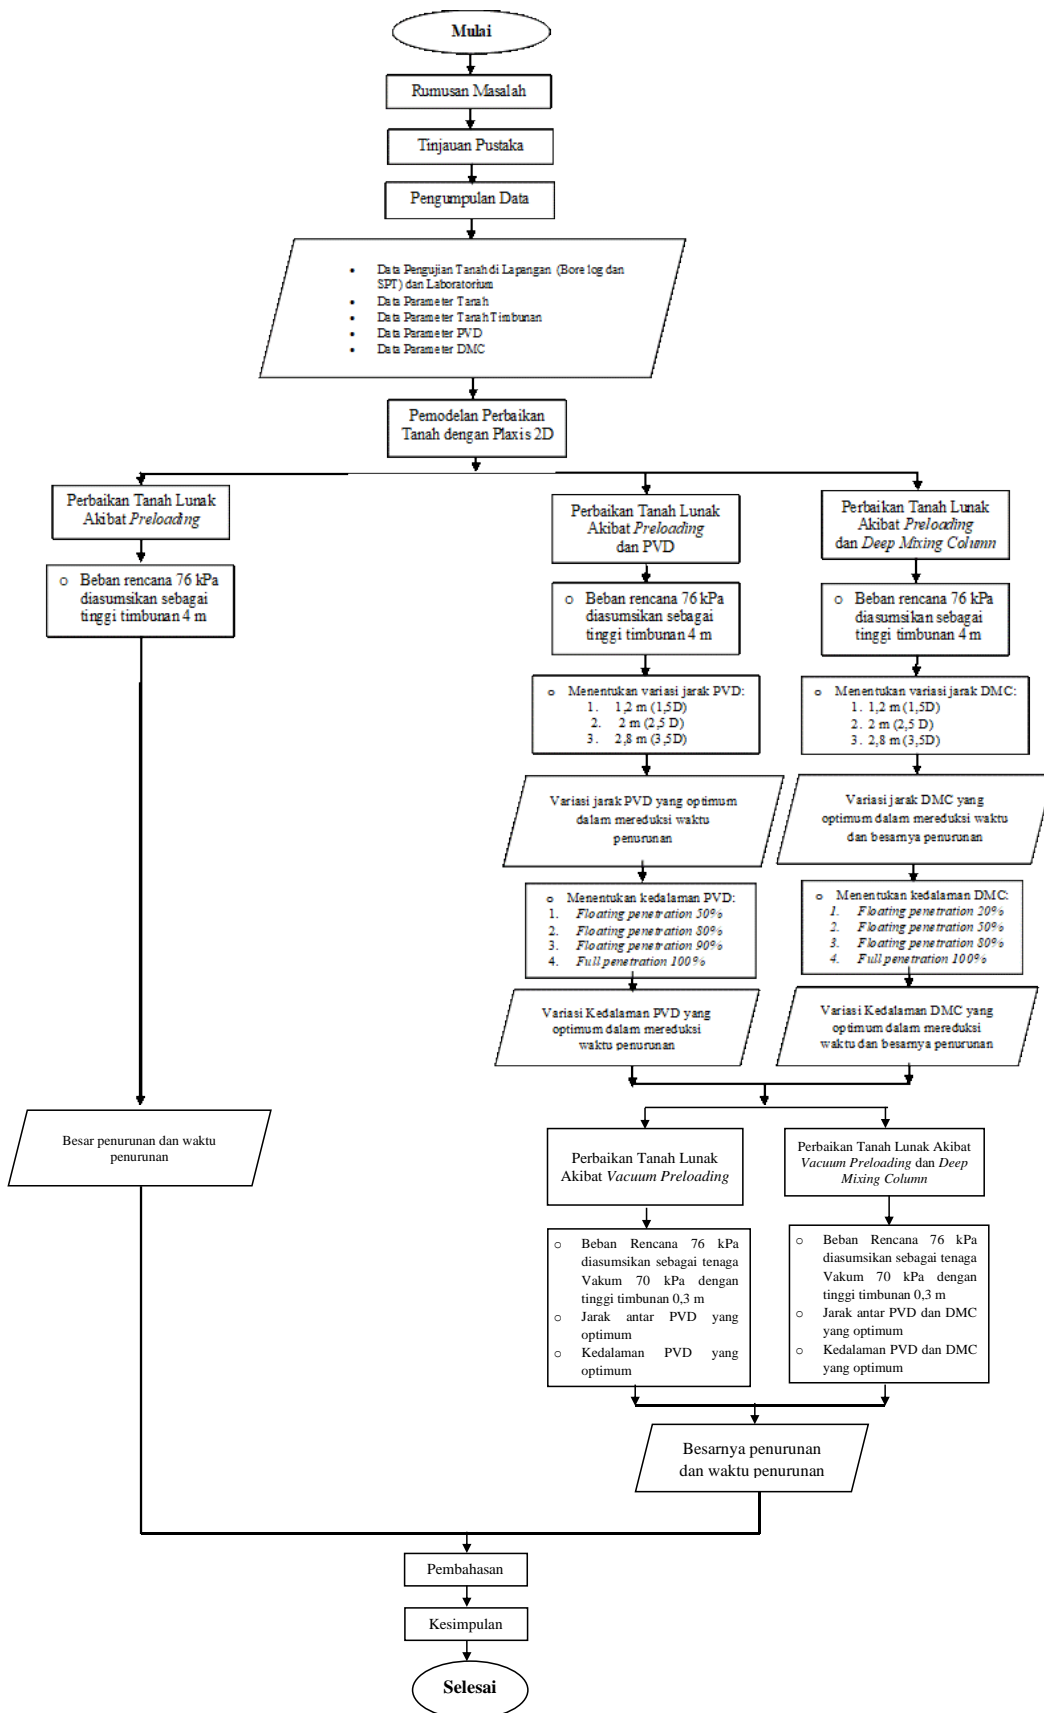 Mulai
Rumusan Masalah
Tinjauan Pustaka
Pengumpulan Data
• Data Pengujian Tanah di Lapangan (Bore log dan
SPT) dan Laboratorium
• Data Parameter Tanah
• Data Parameter Tanah Timbunan
• Data Parameter PVD
• Data Parameter DMC
Pemodelan Perbaikan
Tanah dengan Plaxis 2D
Perbaikan Tanah Lunak
Akibat Preloading
o Beban rencana 76 kPa
diasumsikan sebagai
tinggi timbunan 4 m
Besar penurunan dan waktu
penurunan
Perbaikan Tanah Lunak
Akibat Preloading
dan PVD
o Beban rencana 76 kPa
diasumsikan sebagai
tinggi timbunan 4 m
o Menentukan variasi jarak PVD:
1. 1,2 m (1,5D)
2. 2 m (2,5 D)
3. 2,8 m (3,5D)
Variasi jarak PVD yang optimum
dalam mereduksi waktu
penurunan
o Menentukan kedalaman PVD:
1. Floating penetration 50%
2. Floating penetration 80%
3. Floating penetration 90%
4. Full penetration 100%
Variasi Kedalaman PVD yang
optimum dalam mereduksi
waktu penurunan
Perbaikan Tanah Lunak
Akibat Preloading
dan Deep Mixing Column
o Beban rencana 76 kPa
diasumsikan sebagai
tinggi timbunan 4 m
o Menentukan variasi jarak DMC:
1. 1,2 m (1,5D)
2. 2 m (2,5 D)
3. 2,8 m (3,5D)
Variasi jarak DMC yang
optimum dalam mereduksi waktu
dan besarnya penurunan
o Menentukan kedalaman DMC:
1. Floating penetration 20%
2. Floating penetration 50%
3. Floating penetration 80%
4. Full penetration 100%
Variasi Kedalaman DMC yang
optimum dalam mereduksi
waktu dan besarnya penurunan
Perbaikan Tanah Lunak
Akibat Vacuum Preloading
o Beban Rencana 76 kPa
diasumsikan sebagai tenaga
Vakum 70 kPa dengan
tinggi timbunan 0,3 m
o Jarak antar PVD yang
optimum
o Kedalaman PVD yang
optimum
Perbaikan Tanah Lunak Akibat
Vacuum Preloading dan Deep
Mixing Column
o Beban Rencana 76 kPa
diasumsikan sebagai tenaga
Vakum 70 kPa dengan
tinggi timbunan 0,3 m
o Jarak antar PVD dan DMC
yang optimum
o Kedalaman PVD dan DMC
yang optimum
Besarnya penurunan
dan waktu penurunan
Pembahasan
Kesimpulan
Selesai